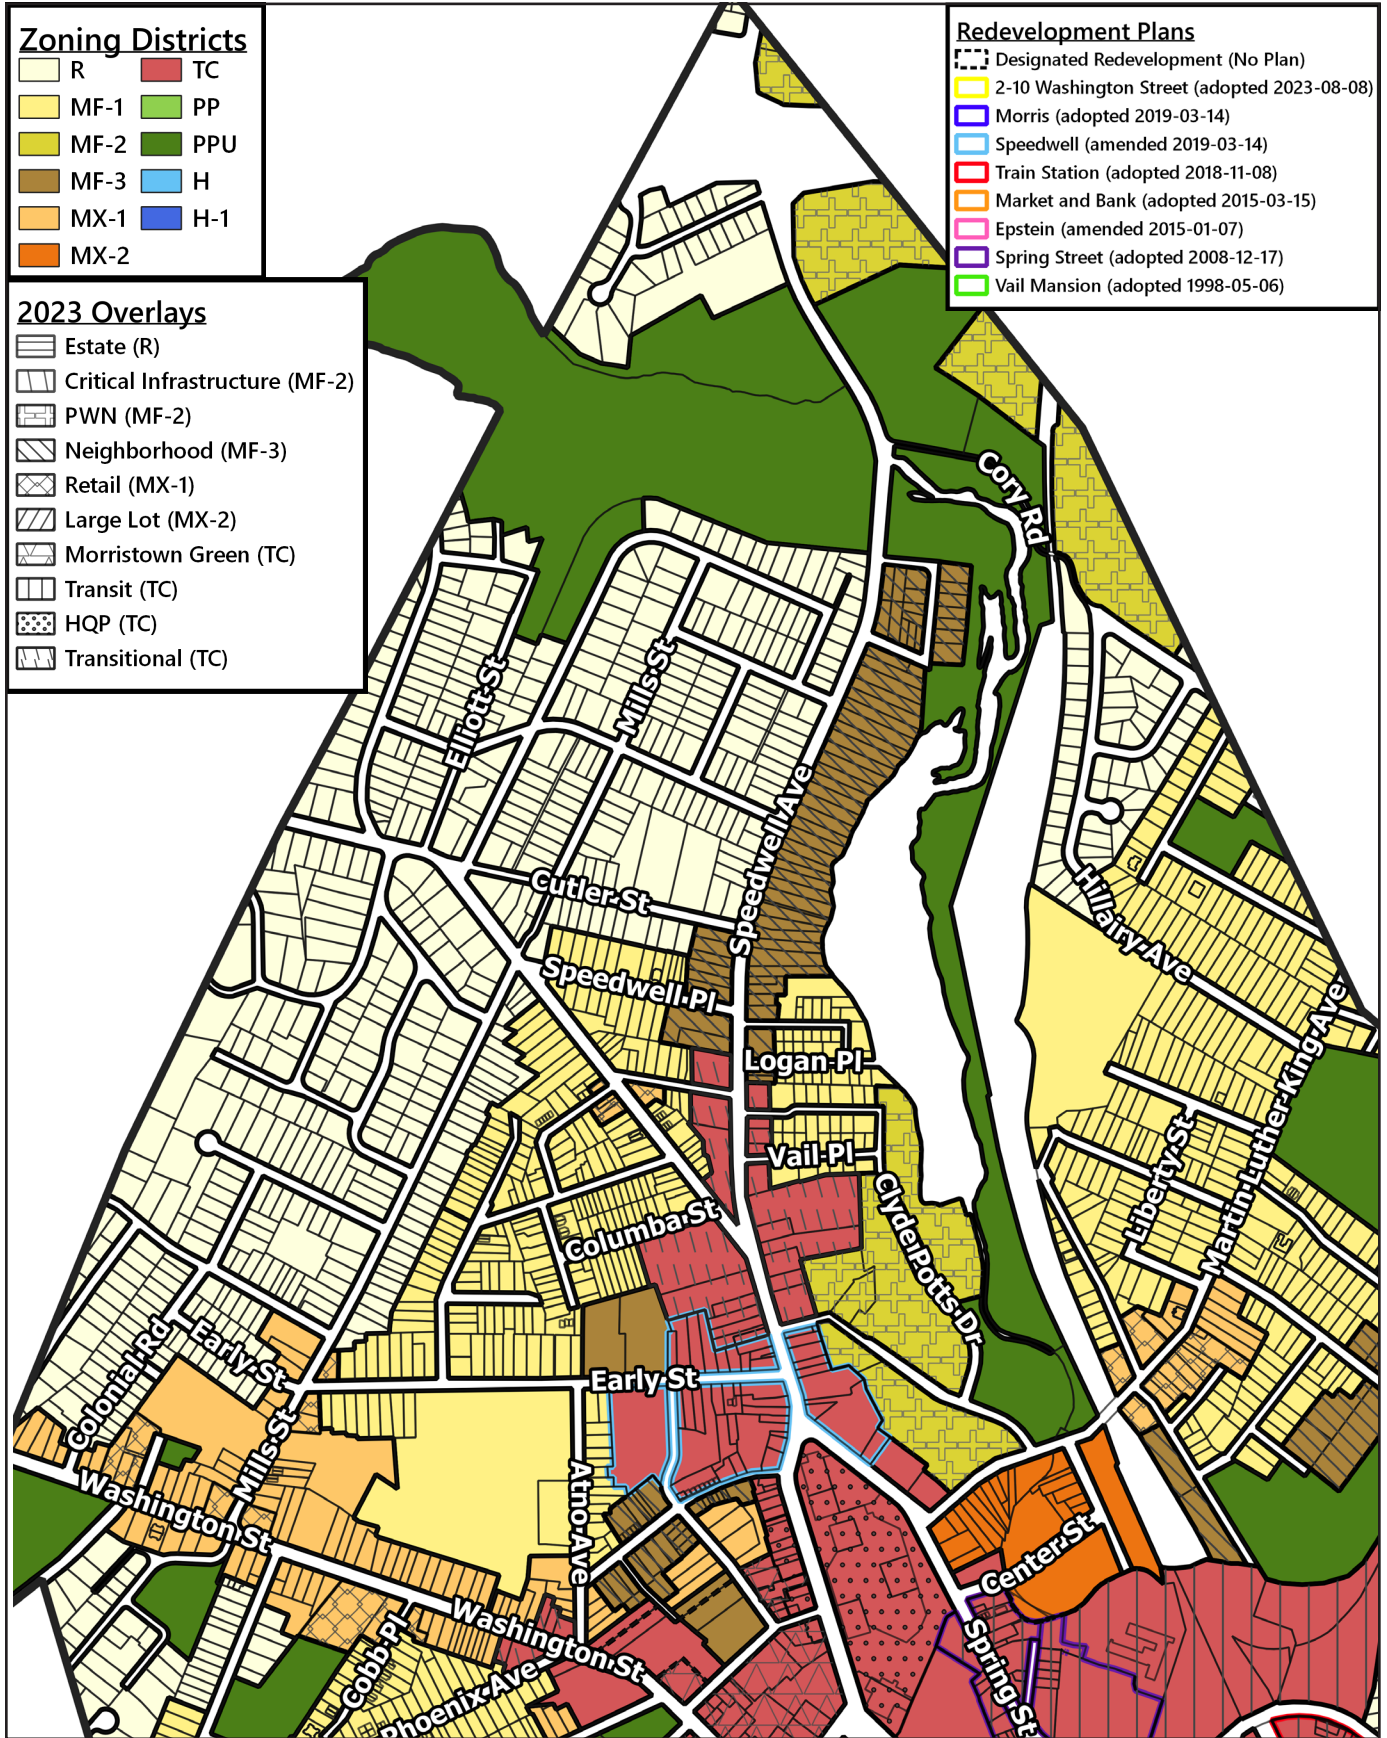 Zoning Districts
R
TC
MF-1
PP
MF-2
PPU
MF-3
H
MX-1
H-1
MX-2
2023 Overlays
Estate (R)
Critical Infrastructure (MF-2)
PWN (MF-2)
Neighborhood (MF-3)
Retail (MX-1)
Large Lot (MX-2)
Morristown Green (TC)
Transit (TC)
HQP (TC)
Transitional (TC)
Redevelopment Plans
Designated Redevelopment (No Plan)
2-10 Washington Street (adopted 2023-08-08)
Morris (adopted 2019-03-14)
Speedwell (amended 2019-03-14)
Train Station (adopted 2018-11-08)
Market and Bank (adopted 2015-03-15)
Epstein (amended 2015-01-07)
Spring Street (adopted 2008-12-17)
Vail Mansion (adopted 1998-05-06)
Cory Rd
Elliott St
Mills St
Speedwell Ave
Cutler St
Speedwell Pl
Hillairy Ave
Logan Pl
Vail Pl
Martin Luther King Ave
Liberty St
Clyde Potts Dr
Columba St
Early St
Colonial Rd
Early St
Mills St
Washington St
Atno Ave
Center St
Washington St
Cobb Pl
Phoenix Ave
Spring St